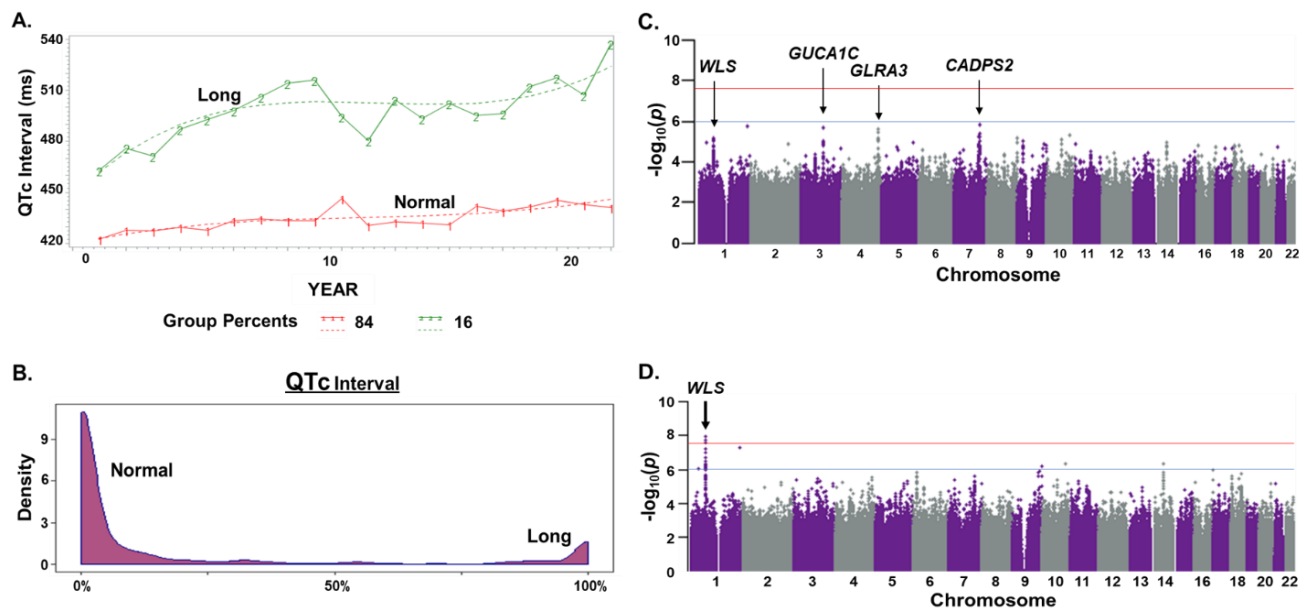 A.
540
510
480
450
420
QTc Interval (ms)
Long
Normal
0
10
20
YEAR
Group Percents
84
16
B.
QTc Interval
9
6
3
0
Density
Normal
Long
0%
50%
100%
C.
10
8
6
4
2
0
-log10(p)
WLS
GUCA1C
GLRA3
CADPS2
1 2 3 4 5 6 7 8 9 10 11 12 13 14 16 18 20 22
Chromosome
D.
WLS
10
8
6
4
2
0
-log10(p)
1 2 3 4 5 6 7 8 9 10 11 12 13 14 16 18 20 22
Chromosome